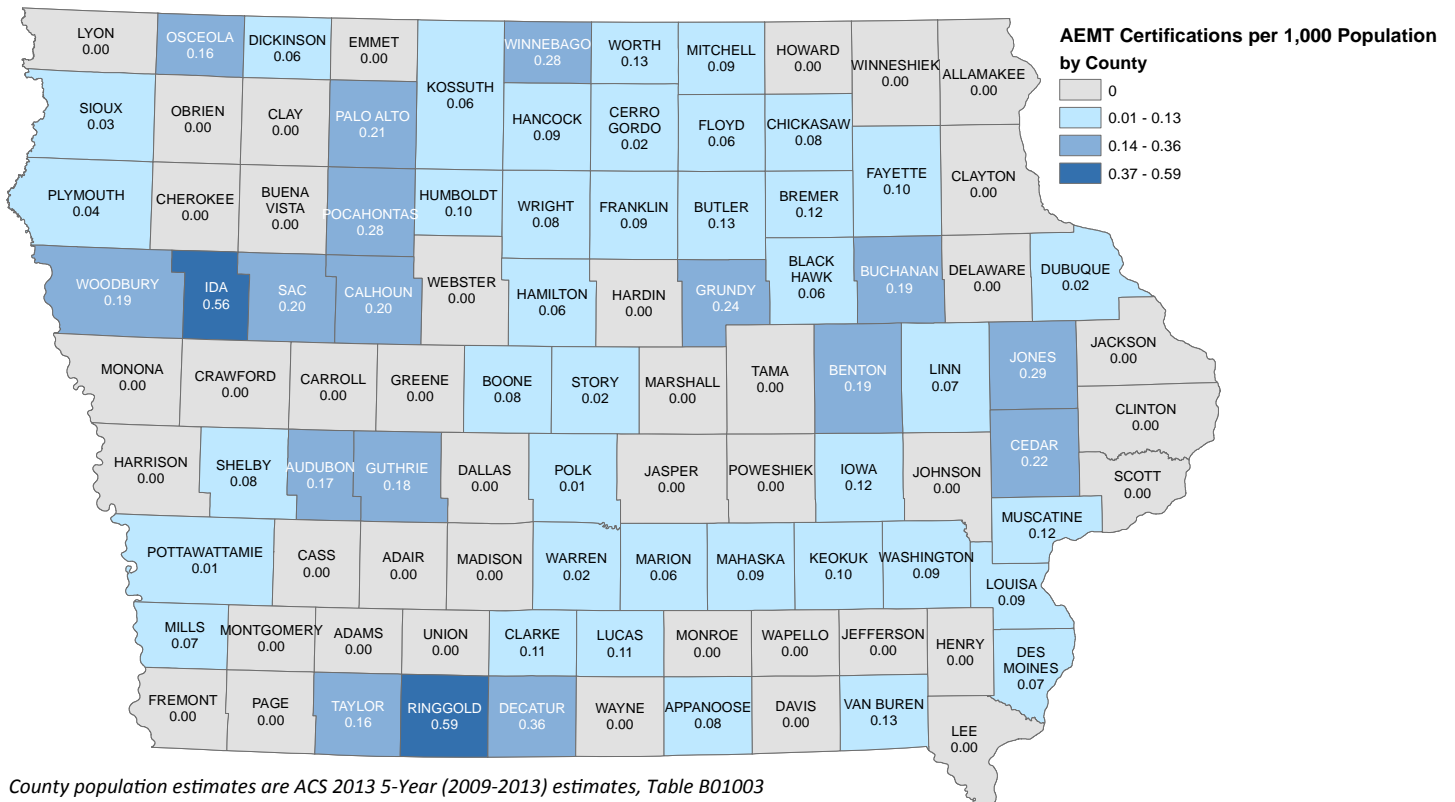 AEMT Certifications per 1,000 Population
by County
0
0.01 - 0.13
0.14 - 0.36
0.37 - 0.59
LYON
0.00
OSCEOLA
0.16
DICKINSON
0.06
EMMET
0.00
KOSSUTH
0.06
WINNEBAGO
0.28
WORTH
0.13
MITCHELL
0.09
HOWARD
0.00
WINNESHIEK
0.00
ALLAMAKEE
0.00
SIOUX
0.03
OBRIEN
0.00
CLAY
0.00
PALO ALTO
0.21
HANCOCK
0.09
CERRO
GORDO
0.02
FLOYD
0.06
CHICKASAW
0.08
FAYETTE
0.10
CLAYTON
0.00
PLYMOUTH
0.04
CHEROKEE
0.00
BUENA
VISTA
0.00
POCAHONTAS
0.28
HUMBOLDT
0.10
WRIGHT
0.08
FRANKLIN
0.09
BUTLER
0.13
BREMER
0.12
WOODBURY
0.19
IDA
0.56
SAC
0.20
CALHOUN
0.20
WEBSTER
0.00
HAMILTON
0.06
HARDIN
0.00
GRUNDY
0.24
BLACK
HAWK
0.06
BUCHANAN
0.19
DELAWARE
0.00
DUBUQUE
0.02
MONONA
0.00
CRAWFORD
0.00
CARROLL
0.00
GREENE
0.00
BOONE
0.08
STORY
0.02
MARSHALL
0.00
TAMA
0.00
BENTON
0.19
LINN
0.07
JONES
0.29
JACKSON
0.00
CLINTON
0.00
HARRISON
0.00
SHELBY
0.08
AUDUBON
0.17
GUTHRIE
0.18
DALLAS
0.00
POLK
0.01
JASPER
0.00
POWESHIEK
0.00
IOWA
0.12
JOHNSON
0.00
CEDAR
0.22
SCOTT
0.00
MUSCATINE
0.12
POTTAWATTAMIE
0.01
CASS
0.00
ADAIR
0.00
MADISON
0.00
WARREN
0.02
MARION
0.06
MAHASKA
0.09
KEOKUK
0.10
WASHINGTON
0.09
LOUISA
0.09
MILLS
0.07
MONTGOMERY
0.00
ADAMS
0.00
UNION
0.00
CLARKE
0.11
LUCAS
0.11
MONROE
0.00
WAPELLO
0.00
JEFFERSON
0.00
HENRY
0.00
DES
MOINES
0.07
FREMONT
0.00
PAGE
0.00
TAYLOR
0.16
RINGGOLD
0.59
DECATUR
0.36
WAYNE
0.00
APPANOOSE
0.08
DAVIS
0.00
VAN BUREN
0.13
LEE
0.00
County population estimates are ACS 2013 5-Year (2009-2013) estimates, Table B01003